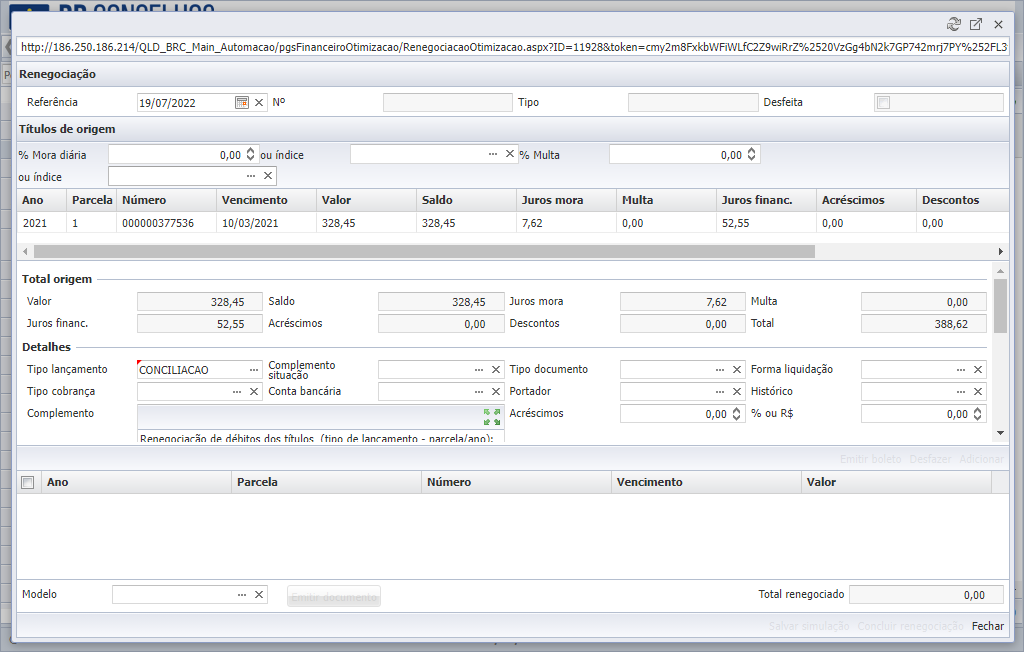 http://186.250.186.214/QLD_BRC_Main_Automacao/pgsFinanceiroOtimizacao/RenegociacaoOtimizacao.aspx?ID=11928&token=cmy2m8FxkbWFiWLfC2Z9wiRrZ%2520VzGg4bN2k7GP742mrj7PY%252FL3
Renegociação
Referência 19/07/2022 Nº Tipo Desfeita
Títulos de origem
% Mora diária 0,00 ou índice ... % Multa 0,00
ou índice ...
Ano Parcela Número Vencimento Valor Saldo Juros mora Multa Juros financ. Acréscimos Descontos
2021 1 000000377536 10/03/2021 328,45 328,45 7,62 0,00 52,55 0,00 0,00
Total origem
Valor 328,45 Saldo 328,45 Juros mora 7,62 Multa 0,00
Juros financ. 52,55 Acréscimos 0,00 Descontos 0,00 Total 388,62
Detalhes
Tipo lançamento CONCILIACAO ... Complemento situação ... Tipo documento ... Forma liquidação ...
Tipo cobrança ... Conta bancária ... Portador ... Histórico ...
Complemento Acréscimos 0,00 % ou R$ 0,00
Renegociação de débitos dos títulos (tipo de lançamento - parcela/ano):
Emitir boleto Desfazer Adicionar
Ano Parcela Número Vencimento Valor
Modelo ... Emitir documento Total renegociado 0,00
Salvar simulação Concluir renegociação Fechar